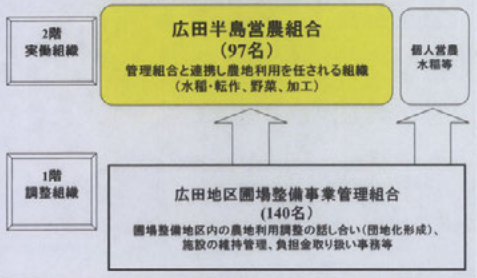 2階
実働組織
広田半島営農組合
(97名)
管理組合と連携し農地利用を任される組織
(水稲・転作、野菜、加工)
個人営農
水稲等
1階
調整組織
広田地区圃場整備事業管理組合
(140名)
圃場整備地区内の農地利用調整の話し合い(団地化形成)、
施設の維持管理、負担金取り扱い事務等